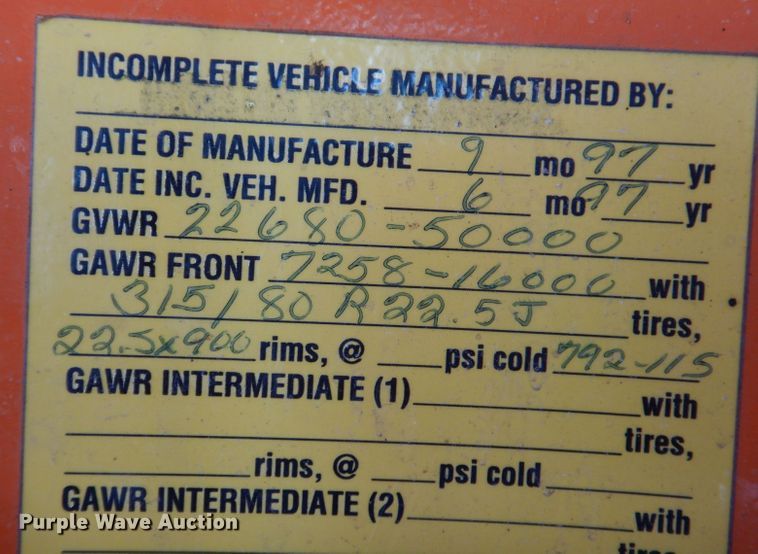 INCOMPLETE VEHICLE MANUFACTURED BY:
DATE OF MANUFACTURE 9 mo 97 yr
DATE INC. VEH. MFD. 6 mo 97 yr
GVWR 22680-50000
GAWR FRONT 7258-16000 with
315/80 R 22.5 J tires,
22.5x900 rims, @ psi cold 792-115
GAWR INTERMEDIATE (1) with
tires,
rims, @ psi cold
GAWR INTERMEDIATE (2) with
tires
Purple Wave Auction